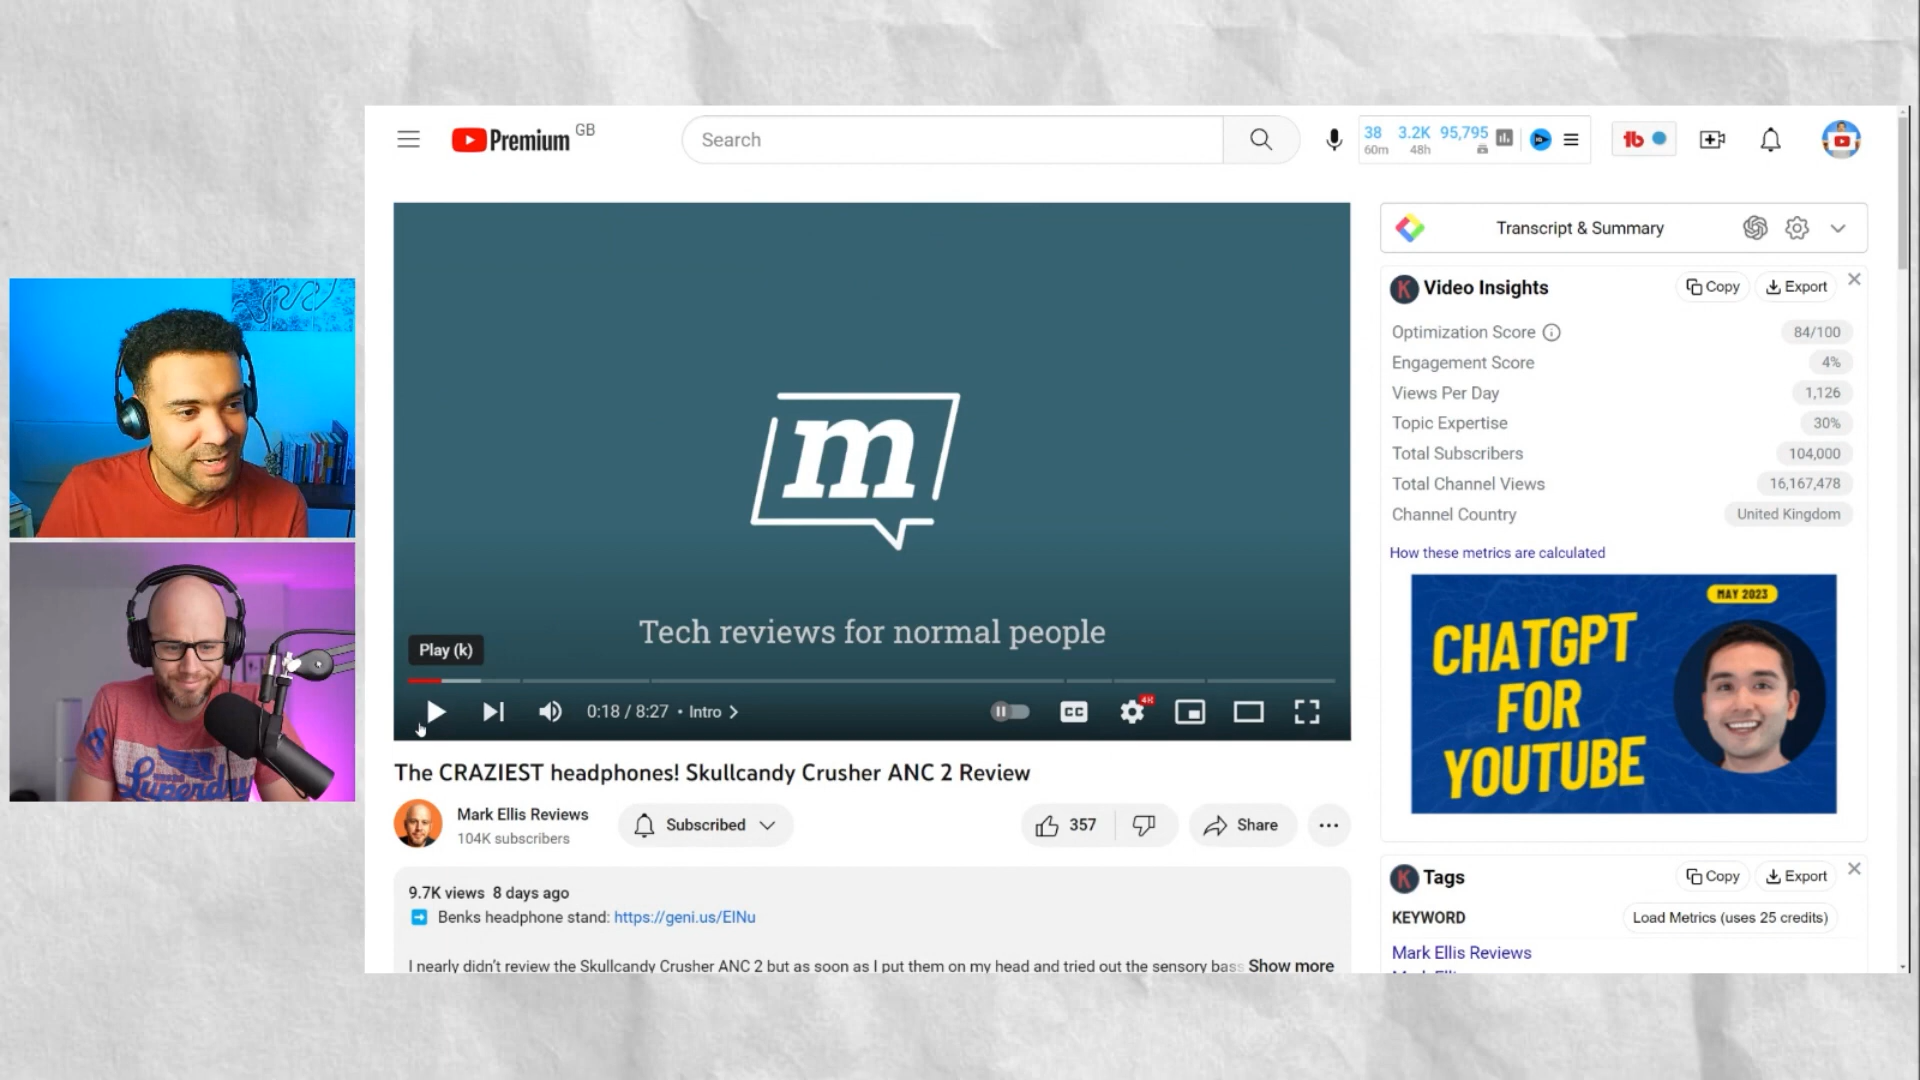 Premium GB
Search
38 3.2K 95,795
60m 48h
tb
Transcript & Summary
m
Tech reviews for normal people
Play (k)
0:18 / 8:27 • Intro
CC
4K
K Video Insights
Copy
Export
Optimization Score 84/100
Engagement Score 4%
Views Per Day 1,126
Topic Expertise 30%
Total Subscribers 104,000
Total Channel Views 16,167,478
Channel Country United Kingdom
How these metrics are calculated
MAY 2023
CHATGPT
FOR
YOUTUBE
The CRAZIEST headphones! Skullcandy Crusher ANC 2 Review
Mark Ellis Reviews
104K subscribers
Subscribed
357
Share
9.7K views 8 days ago
Benks headphone stand: https://geni.us/EINu
I nearly didn't review the Skullcandy Crusher ANC 2 but as soon as I put them on my head and tried out the sensory bass Show more
K Tags
Copy
Export
KEYWORD
Load Metrics (uses 25 credits)
Mark Ellis Reviews
Superdry